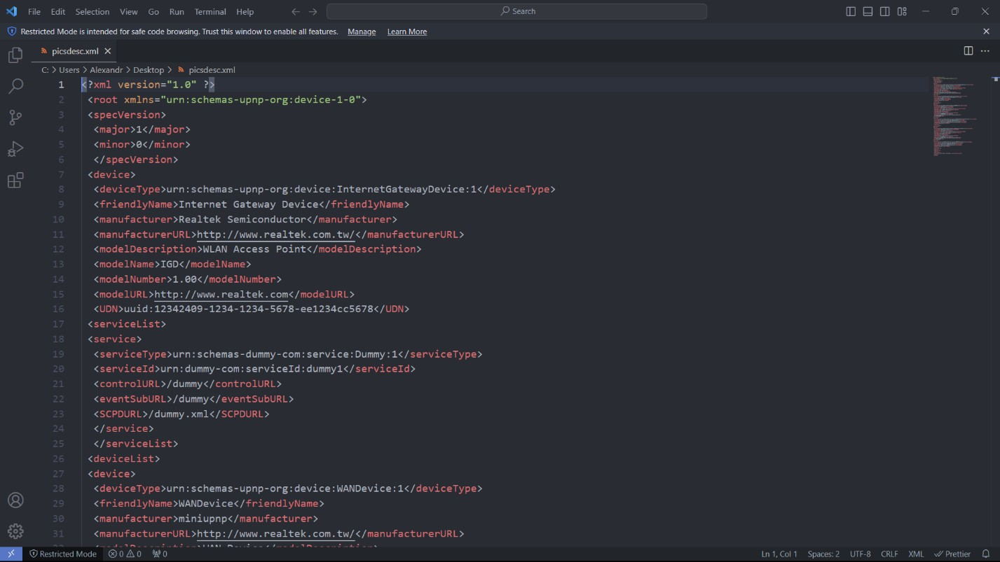 File Edit Selection View Go Run Terminal Help Search
Restricted Mode is intended for safe code browsing. Trust this window to enable all features. Manage Learn More
picsdesc.xml
C: > Users > Alexandr > Desktop > picsdesc.xml
1 <?xml version="1.0" ?>
2 <root xmlns="urn:schemas-upnp-org:device-1-0">
3 <specVersion>
4 <major>1</major>
5 <minor>0</minor>
6 </specVersion>
7 <device>
8 <deviceType>urn:schemas-upnp-org:device:InternetGatewayDevice:1</deviceType>
9 <friendlyName>Internet Gateway Device</friendlyName>
10 <manufacturer>Realtek Semiconductor</manufacturer>
11 <manufacturerURL>http://www.realtek.com.tw/</manufacturerURL>
12 <modelDescription>WLAN Access Point</modelDescription>
13 <modelName>IGD</modelName>
14 <modelNumber>1.00</modelNumber>
15 <modelURL>http://www.realtek.com</modelURL>
16 <UDN>uuid:12342409-1234-1234-5678-ee1234cc5678</UDN>
17 <serviceList>
18 <service>
19 <serviceType>urn:schemas-dummy-com:service:Dummy:1</serviceType>
20 <serviceId>urn:dummy-com:serviceId:dummy1</serviceId>
21 <controlURL>/dummy</controlURL>
22 <eventSubURL>/dummy</eventSubURL>
23 <SCPDURL>/dummy.xml</SCPDURL>
24 </service>
25 </serviceList>
26 <deviceList>
27 <device>
28 <deviceType>urn:schemas-upnp-org:device:WANDevice:1</deviceType>
29 <friendlyName>WANDevice</friendlyName>
30 <manufacturer>miniupnp</manufacturer>
31 <manufacturerURL>http://www.realtek.com.tw/</manufacturerURL>
Restricted Mode 0 0 0 Ln 1, Col 1 Spaces: 2 UTF-8 CRLF XML Prettier